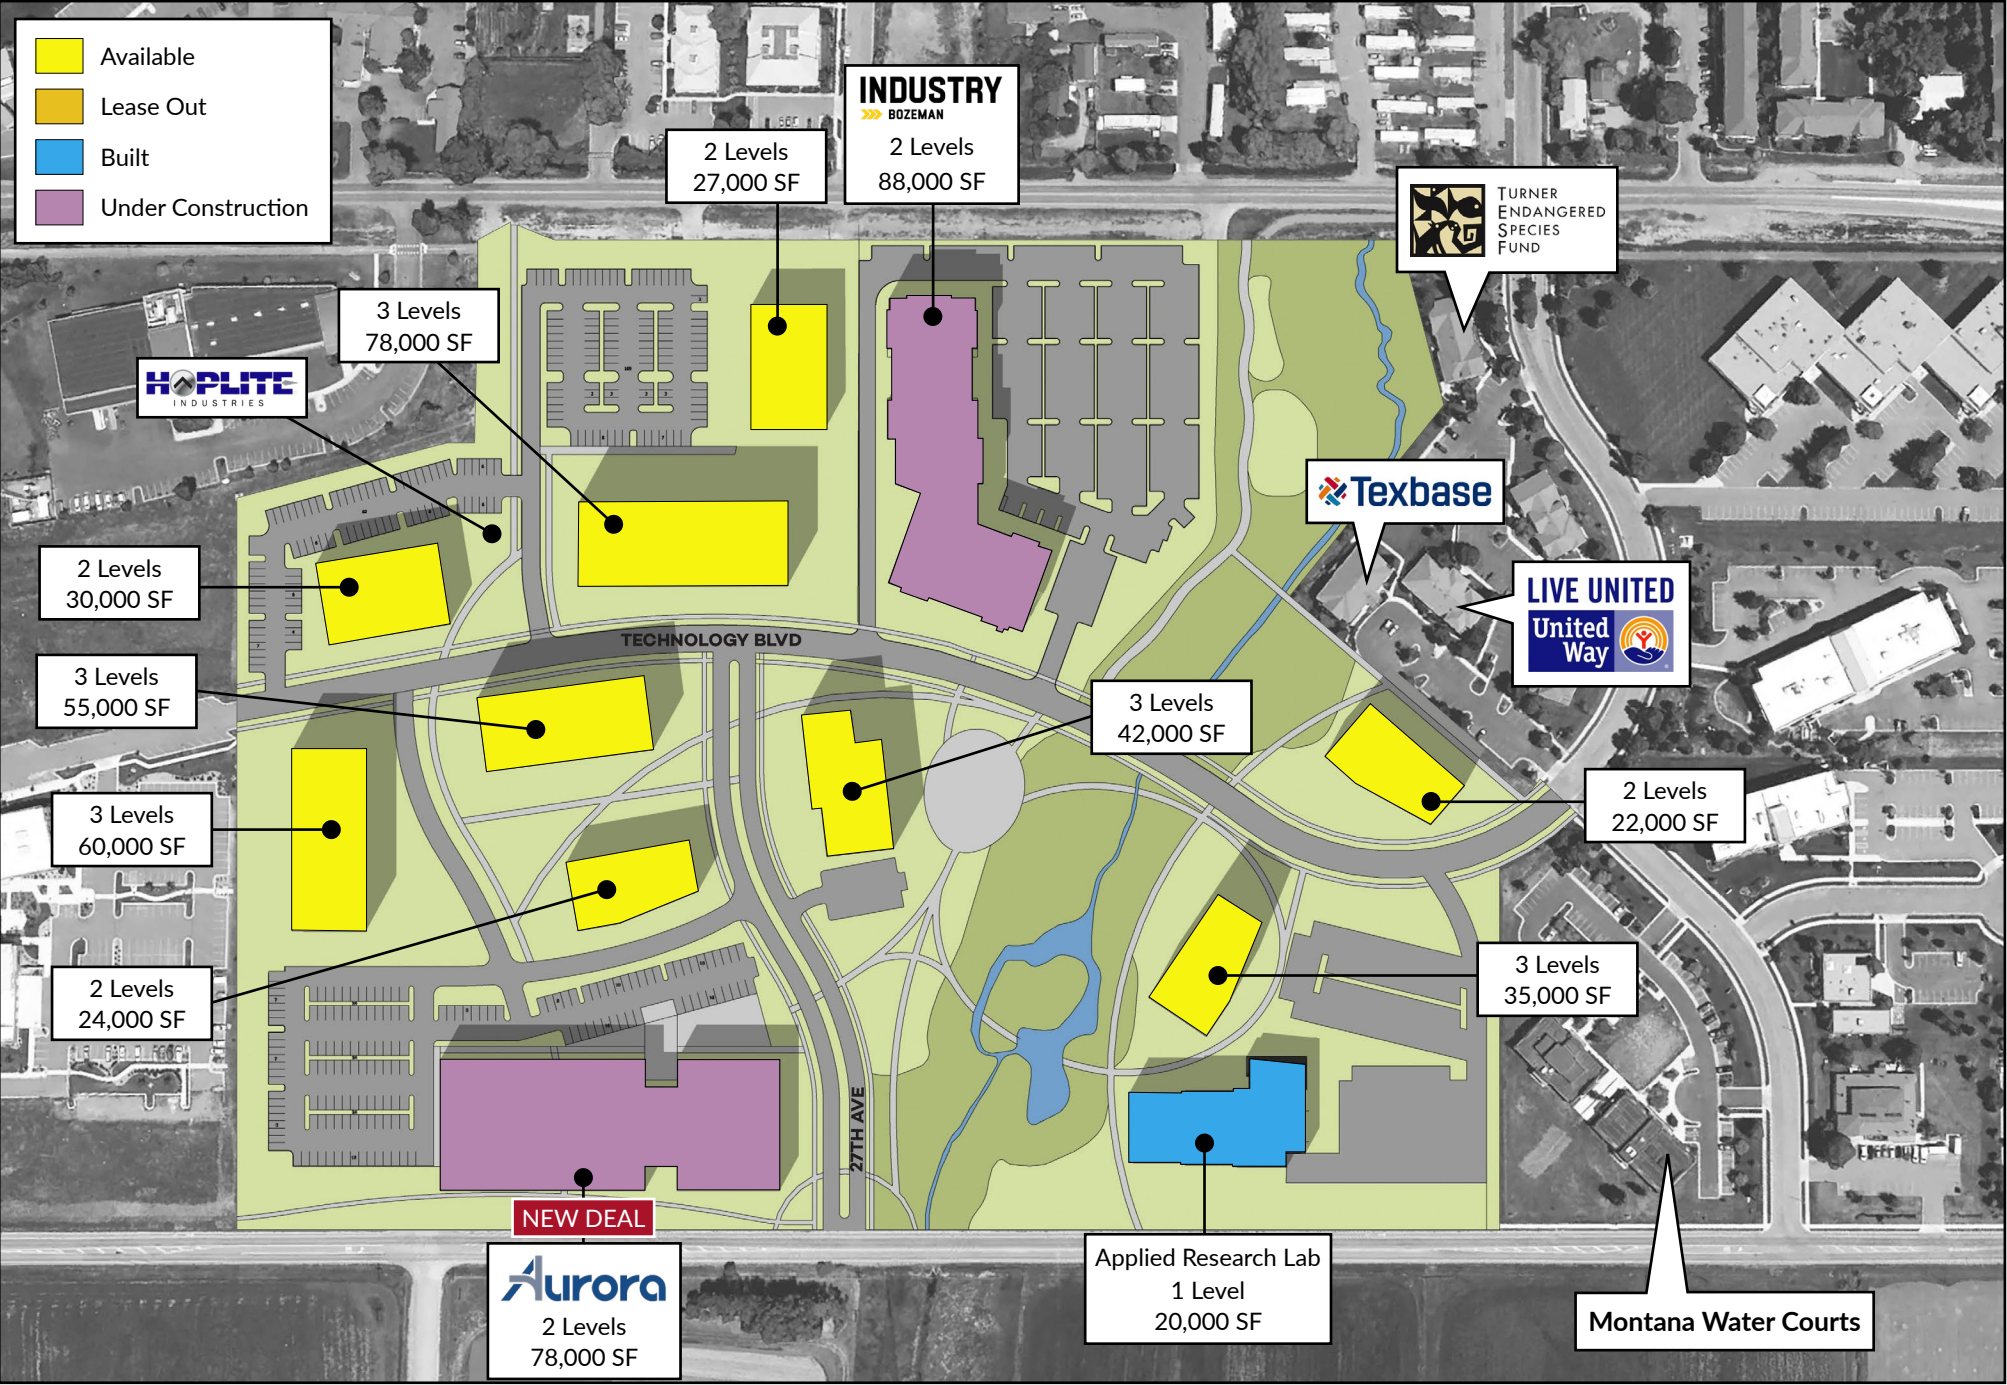 Available
Lease Out
Built
Under Construction
INDUSTRY
BOZEMAN
2 Levels
88,000 SF
2 Levels
27,000 SF
TURNER
ENDANGERED
SPECIES
FUND
3 Levels
78,000 SF
HOPLITE
INDUSTRIES
Texbase
2 Levels
30,000 SF
LIVE UNITED
United
Way
TECHNOLOGY BLVD
3 Levels
55,000 SF
3 Levels
42,000 SF
2 Levels
22,000 SF
3 Levels
60,000 SF
3 Levels
35,000 SF
2 Levels
24,000 SF
27TH AVE
NEW DEAL
Aurora
2 Levels
78,000 SF
Applied Research Lab
1 Level
20,000 SF
Montana Water Courts